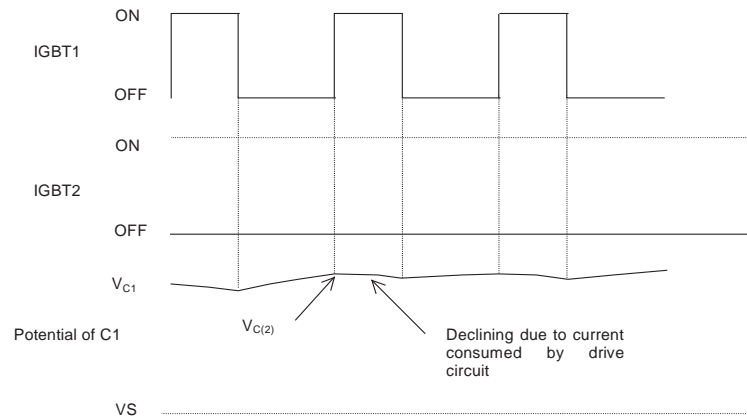 ON
IGBT1
OFF
ON
IGBT2
OFF
VC1
VC(2)
Potential of C1
Declining due to current
consumed by drive
circuit
VS